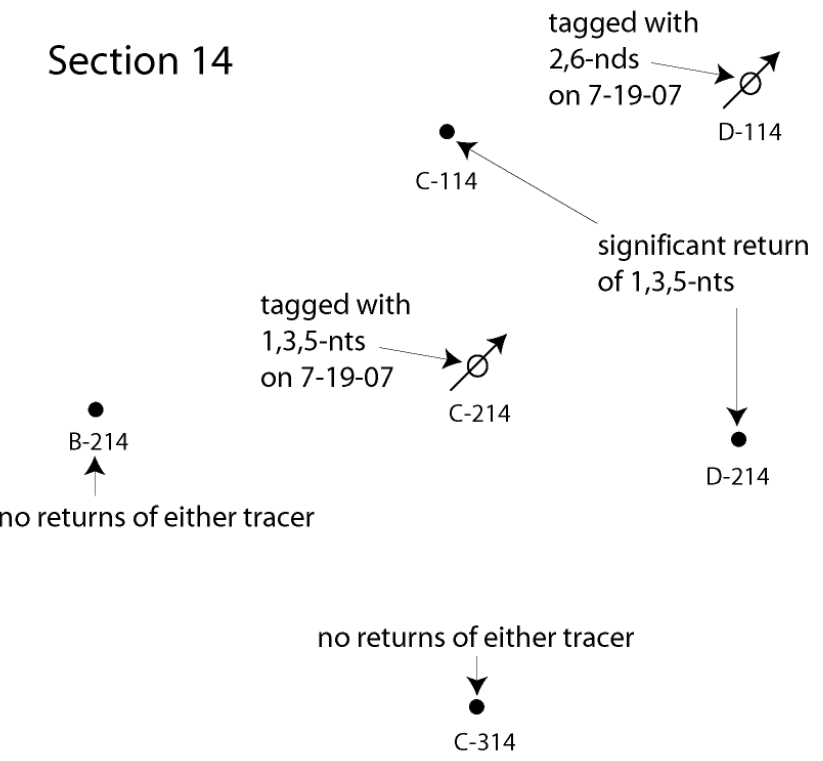 Section 14
tagged with
2,6-nds
on 7-19-07
D-114
C-114
significant return
of 1,3,5-nts
tagged with
1,3,5-nts
on 7-19-07
C-214
B-214
D-214
no returns of either tracer
no returns of either tracer
C-314